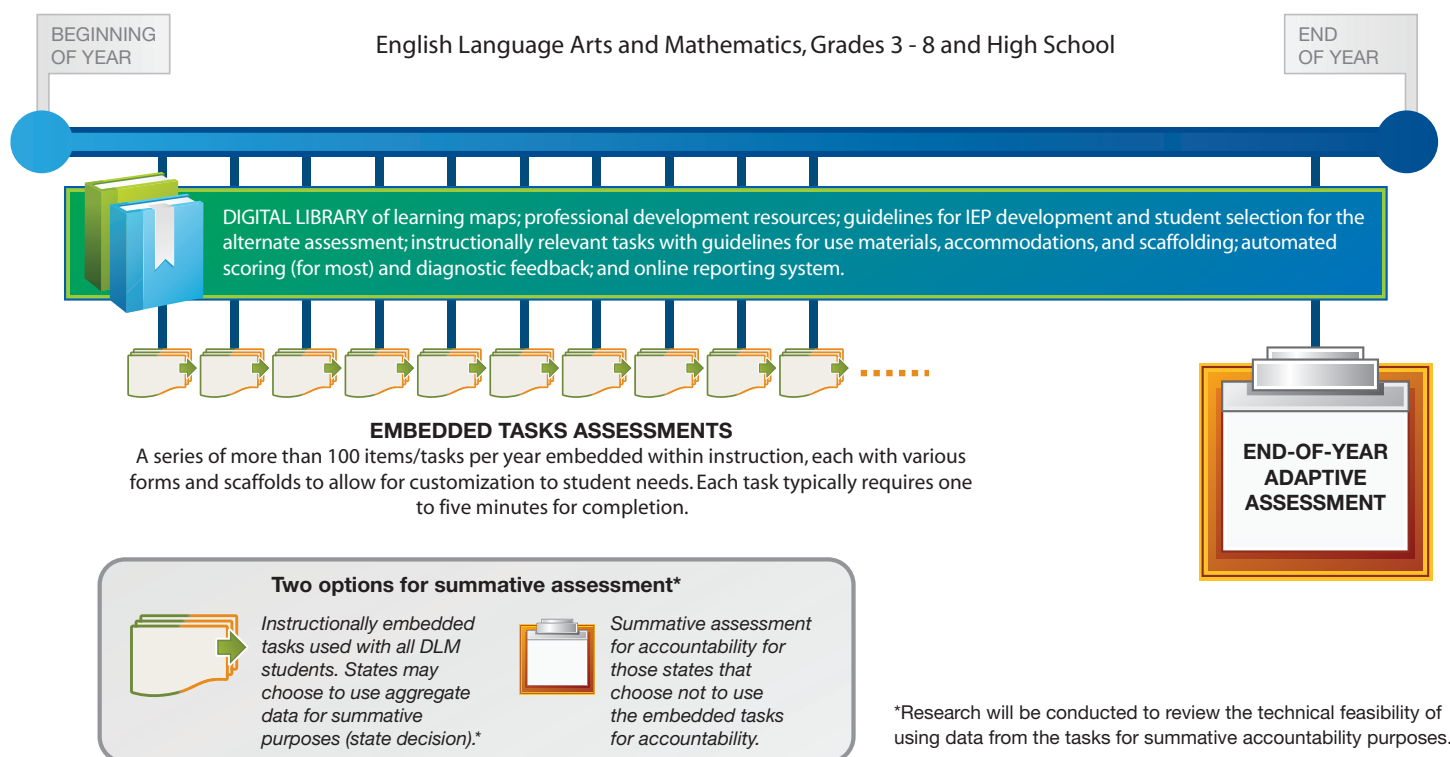 BEGINNING
OF YEAR
English Language Arts and Mathematics, Grades 3 - 8 and High School
END
OF YEAR
DIGITAL LIBRARY of learning maps; professional development resources; guidelines for IEP development and student selection for the
alternate assessment; instructionally relevant tasks with guidelines for use materials, accommodations, and scaffolding; automated
scoring (for most) and diagnostic feedback; and online reporting system.
EMBEDDED TASKS ASSESSMENTS
A series of more than 100 items/tasks per year embedded within instruction, each with various
forms and scaffolds to allow for customization to student needs. Each task typically requires one
to five minutes for completion.
END-OF-YEAR
ADAPTIVE
ASSESSMENT
Two options for summative assessment*
Instructionally embedded
tasks used with all DLM
students. States may
choose to use aggregate
data for summative
purposes (state decision).*
Summative assessment
for accountability for
those states that
choose not to use
the embedded tasks
for accountability.
*Research will be conducted to review the technical feasibility of
using data from the tasks for summative accountability purposes.